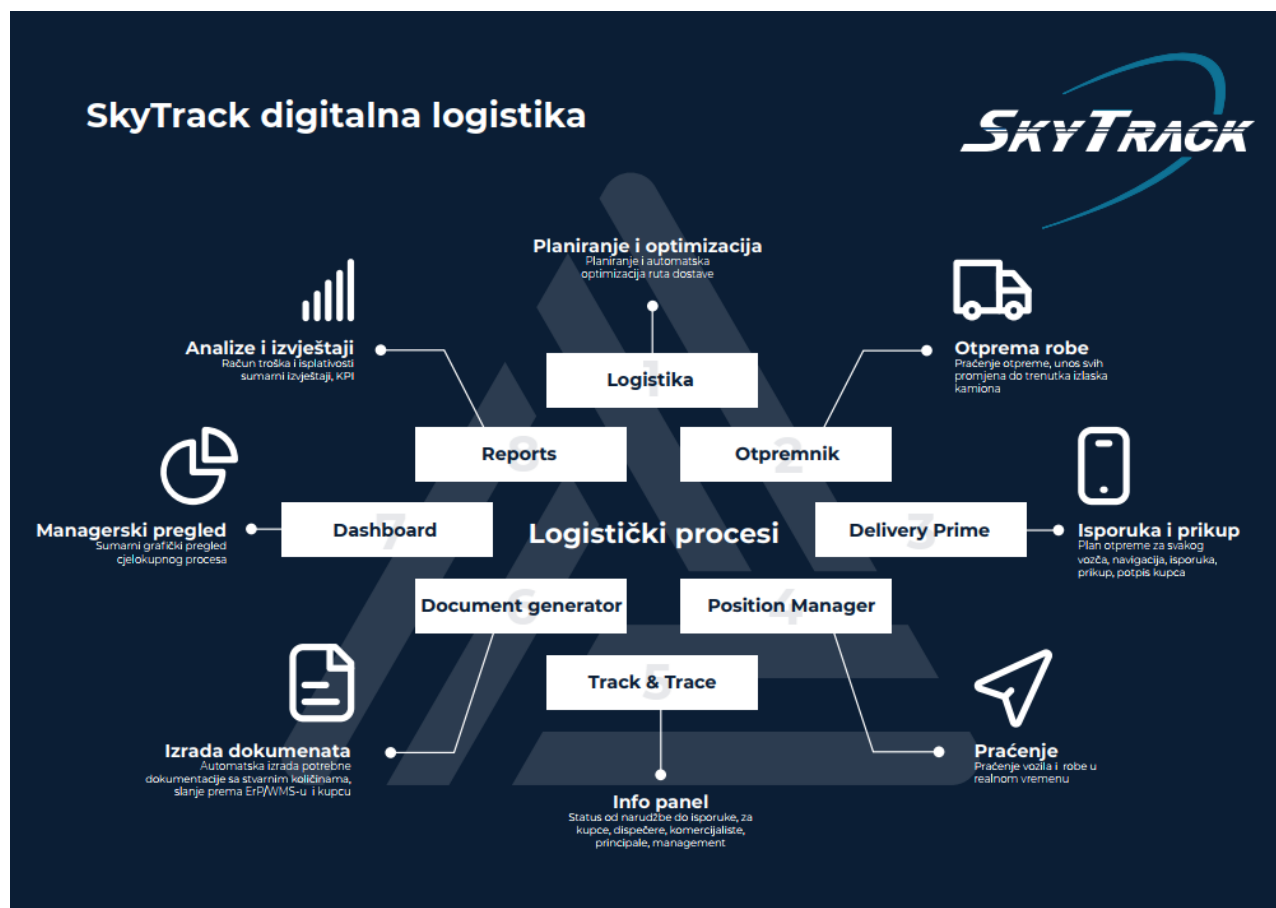 SkyTrack digitalna logistika
SKYTRACK
Planiranje i optimizacija
Planiranje i automatska
optimizacija ruta dostave
1
Logistika
Otprema robe
Praćenje otpreme, unos svih
promjena do trenutka izlaska
kamiona
2
Otpremnik
Isporuka i prikup
Plan otpreme za svakog
vozča, navigacija, isporuka,
prikup, potpis kupca
3
Delivery Prime
Praćenje
Praćenje vozila i robe u
realnom vremenu
4
Position Manager
5
Track & Trace
Info panel
Status od narudžbe do isporuke, za
kupce, dispečere, komercijaliste,
principale, management
6
Document generator
Izrada dokumenata
Automatska izrada potrebne
dokumentacije sa stvarnim količinama,
slanje prema ErP/WMS-u i kupcu
7
Dashboard
Managerski pregled
Sumarni grafički pregled
cjelokupnog procesa
8
Reports
Analize i izvještaji
Račun troška i isplativosti
sumarni izvještaji, KPI
Logistički procesi